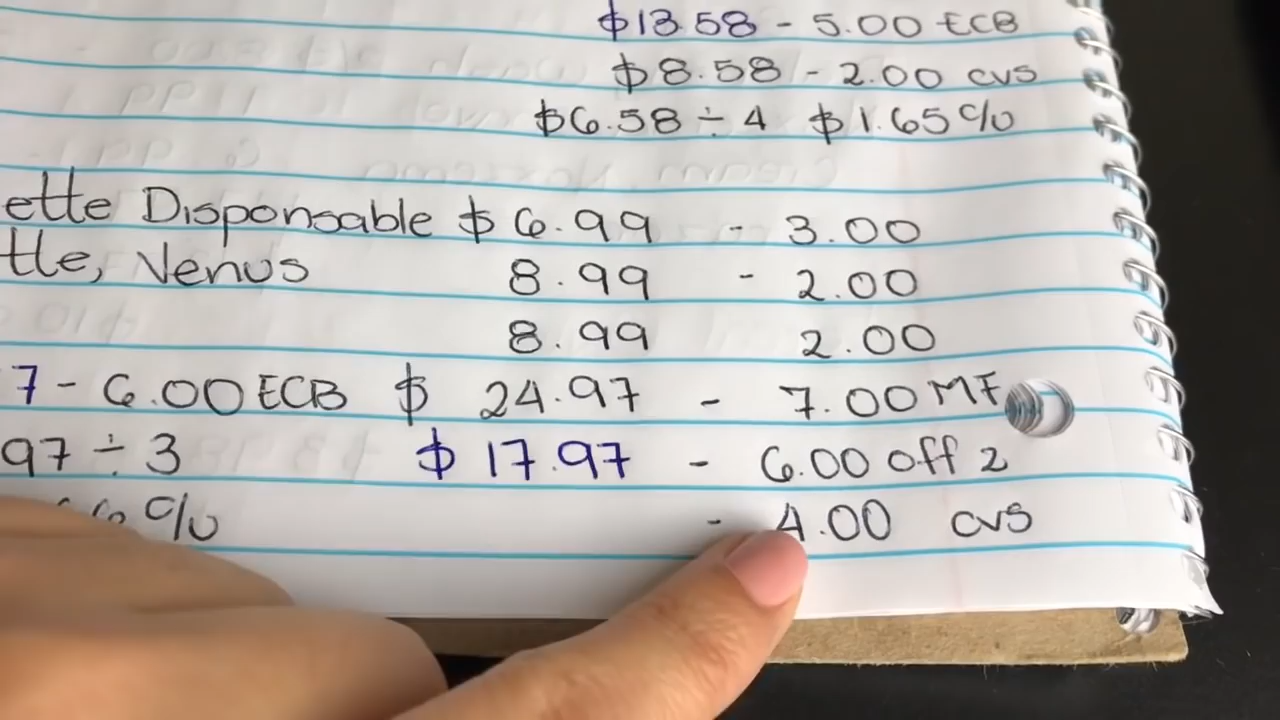 $13.58 - 5.00 ECB
$8.58 - 2.00 cvs
$6.58 ÷ 4 $1.65 c/u
ette Disponsable $ 6.99 - 3.00
tle, Venus 8.99 - 2.00
8.99 2.00
7 - 6.00 ECB $ 24.97 - 7.00 MF
97 ÷ 3 $ 17.97 - 6.00 off 2
c/u - 4.00 cvs